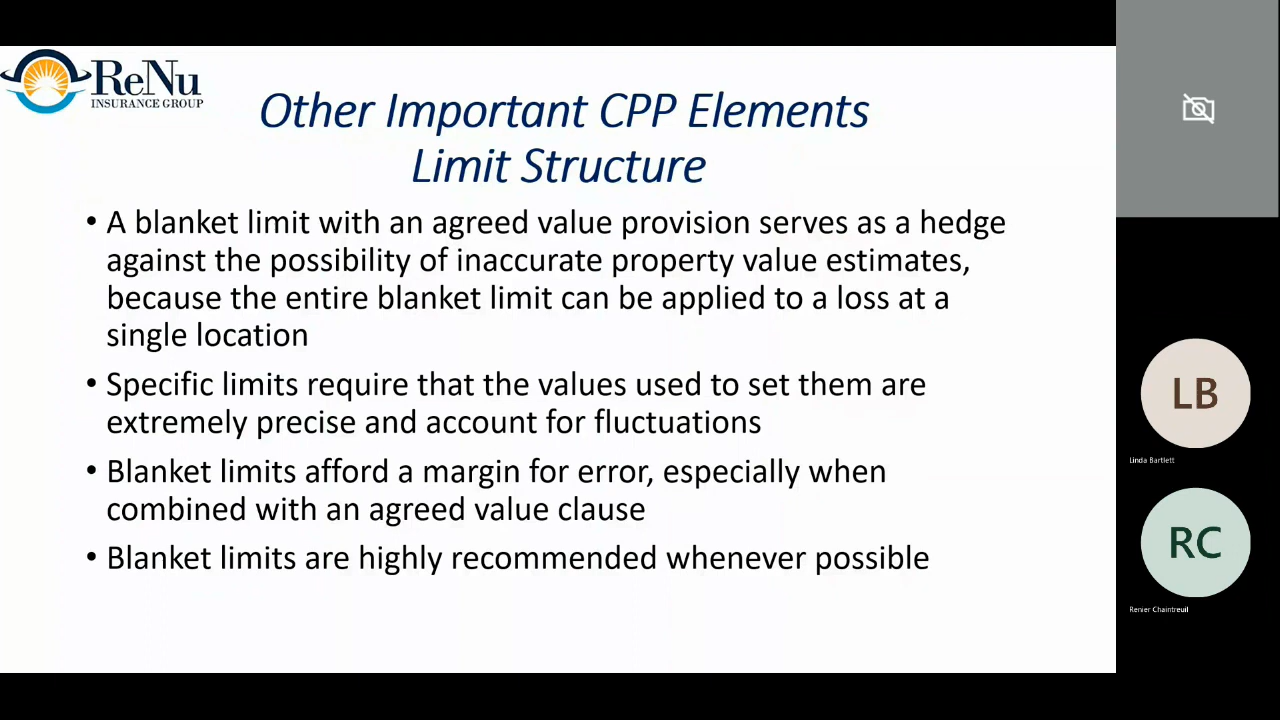 ReNu
INSURANCE GROUP
Other Important CPP Elements
Limit Structure
• A blanket limit with an agreed value provision serves as a hedge
against the possibility of inaccurate property value estimates,
because the entire blanket limit can be applied to a loss at a
single location
• Specific limits require that the values used to set them are
extremely precise and account for fluctuations
• Blanket limits afford a margin for error, especially when
combined with an agreed value clause
• Blanket limits are highly recommended whenever possible
LB
Linda Bartlett
RC
Renier Chaintreuil